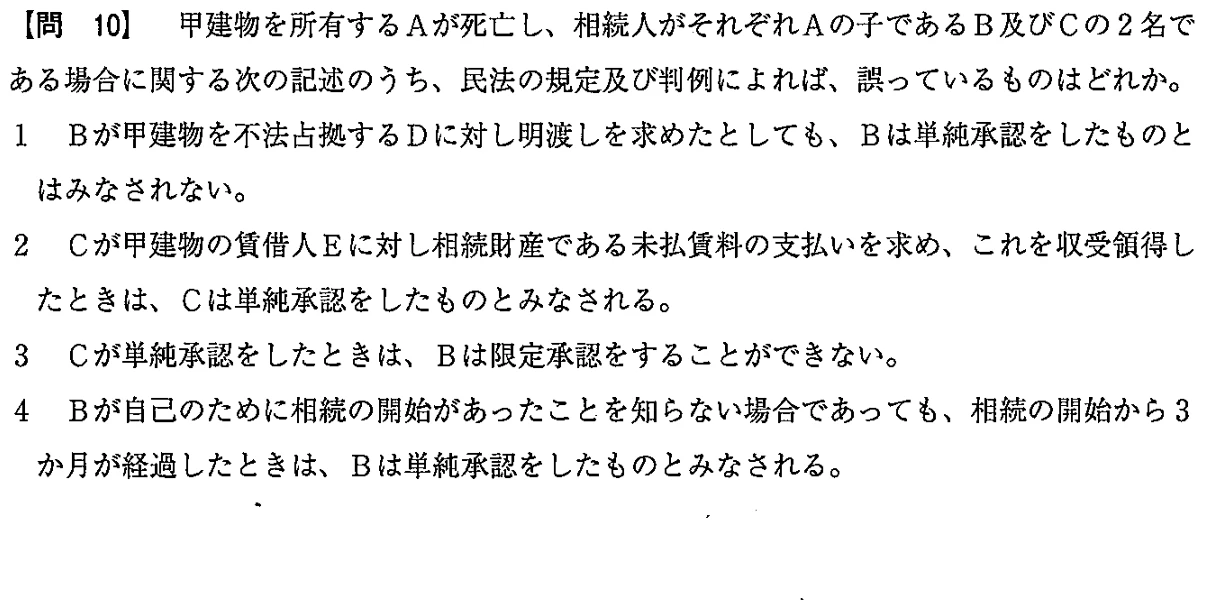 【問 10】 甲建物を所有するAが死亡し、相続人がそれぞれAの子であるB及びCの2名で
ある場合に関する次の記述のうち、民法の規定及び判例によれば、誤っているものはどれか。
1 Bが甲建物を不法占拠するDに対し明渡しを求めたとしても、Bは単純承認をしたものと
はみなされない。
2 Cが甲建物の賃借人Eに対し相続財産である未払賃料の支払いを求め、これを収受領得し
たときは、Cは単純承認をしたものとみなされる。
3 Cが単純承認をしたときは、Bは限定承認をすることができない。
4 Bが自己のために相続の開始があったことを知らない場合であっても、相続の開始から3
か月が経過したときは、Bは単純承認をしたものとみなされる。